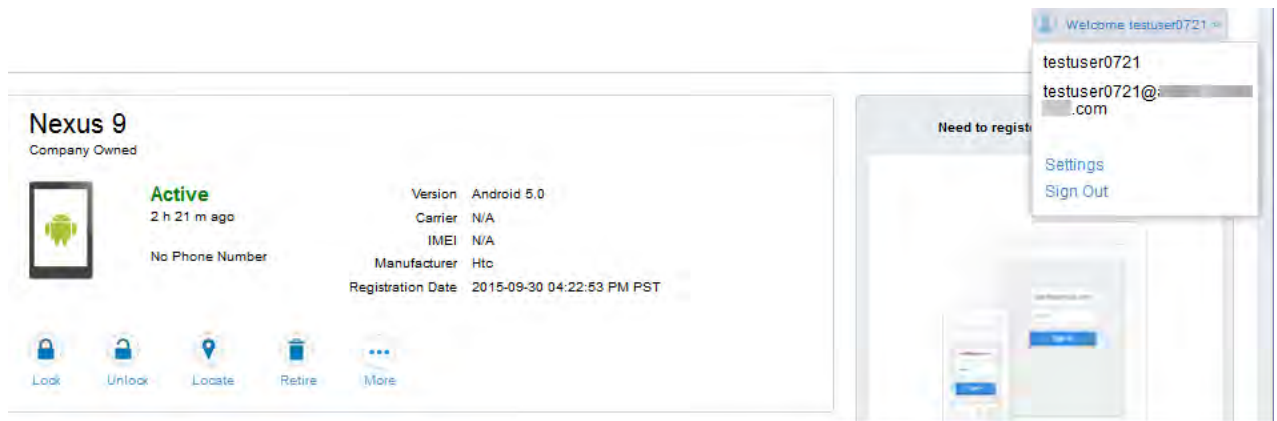 Welcome testuser0721
testuser0721
testuser0721@
.com
Settings
Sign Out
Nexus 9
Company Owned
Active
2 h 21 m ago
No Phone Number
Version Android 5.0
Carrier N/A
IMEI N/A
Manufacturer Htc
Registration Date 2015-09-30 04:22:53 PM PST
Lock Unlock Locate Retire More
Need to regist